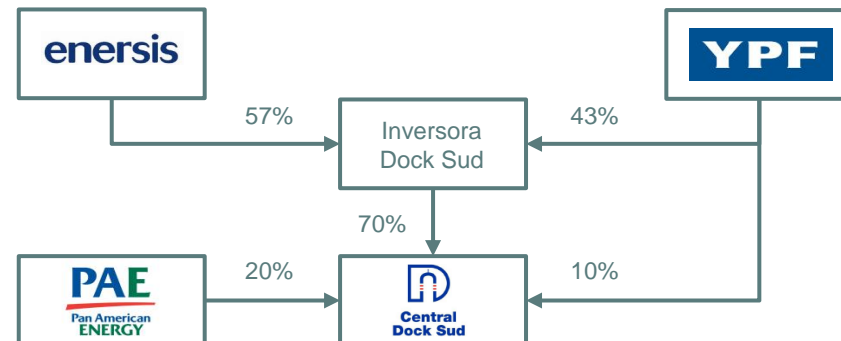 enersis
YPF
57%
43%
Inversora
Dock Sud
70%
20%
10%
PAE
Pan American
ENERGY
Central
Dock Sud